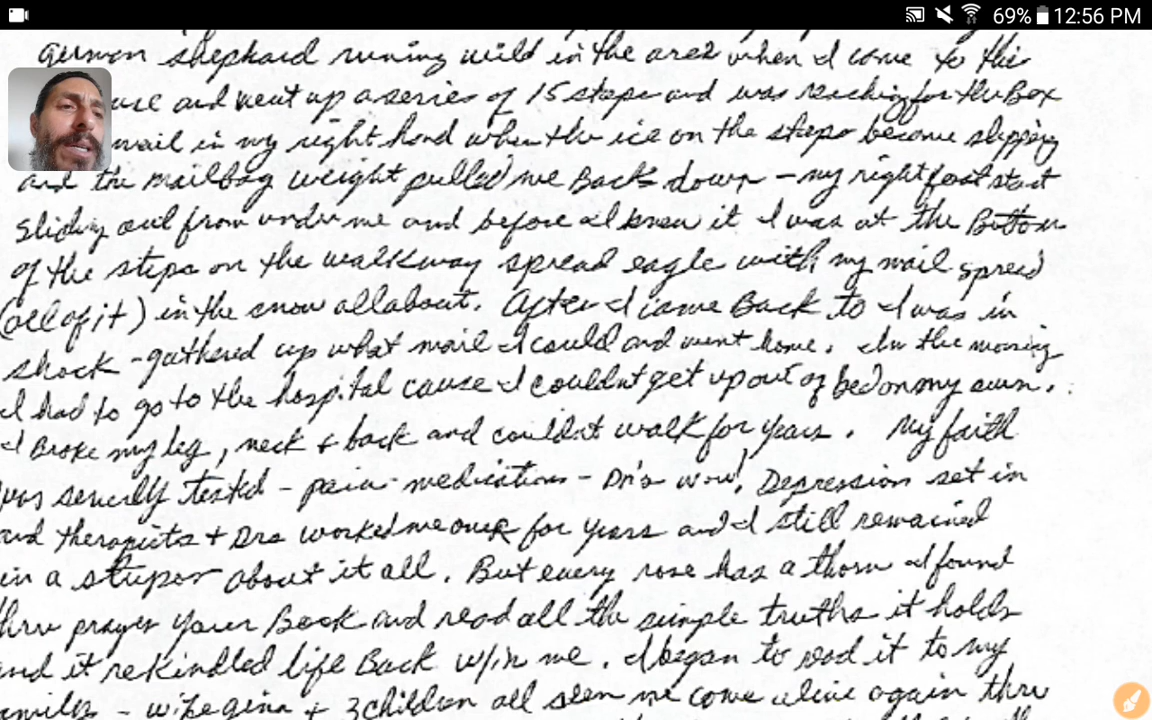 69% 12:56 PM
German shephard runing wild in the area when I come to this
use and went up a series of 15 steps and was reaching for the Box
mail in my right hand when the ice on the steps became slippery
and the mailbag weight pulled me Back down - my right foot start
sliding out from under me and before I knew it I was at the Bottom
of the steps on the walkway spread eagle with my mail spread
(all of it) in the snow all about. After I came Back to I was in
shock - gathered up what mail I could and went home. In the morning
I had to go to the hospital cause I couldn't get up out of bed on my own.
I Broke my leg, neck + back and couldn't walk for years. My faith
was severly tested - pain - medications - Dr's wow! Depression set in
and therapists + Drs worked me over for years and I still remained
in a stupor about it all. But every rose has a thorn I found
thru prayer your Book and read all the simple truths it holds
and it rekindled life Back w/in me. I began to read it to my
- wife gina + 3 children all seen me come alive again thru